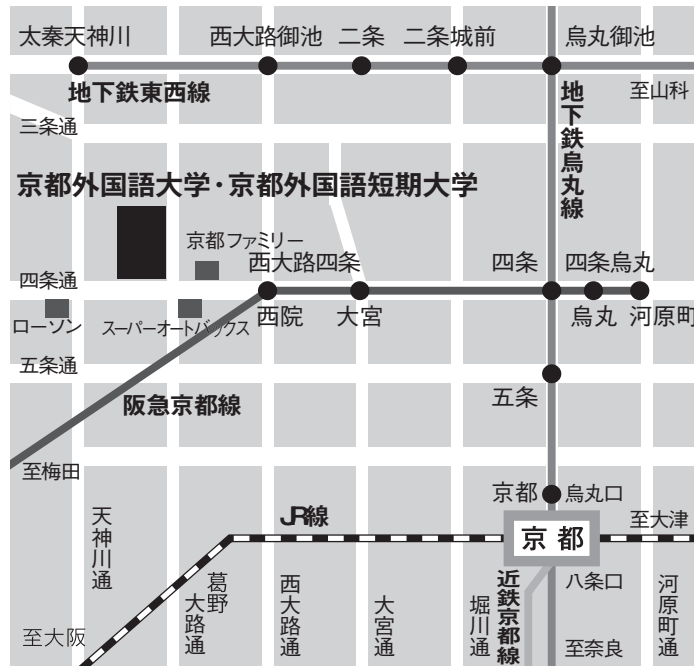 太秦天神川
西大路御池
二条
二条城前
烏丸御池
地下鉄東西線
至山科
三条通
地下鉄烏丸線
京都外国語大学・京都外国語短期大学
京都ファミリー
西大路四条
四条
四条烏丸
四条通
ローソン
スーパーオートバックス
西院
大宮
烏丸
河原町
五条通
阪急京都線
五条
至梅田
京都
烏丸口
JR線
京都
至大津
天神川通
葛野
大路通
西大路通
大宮通
堀川通
近鉄京都線
八条口
河原町通
至大阪
至奈良